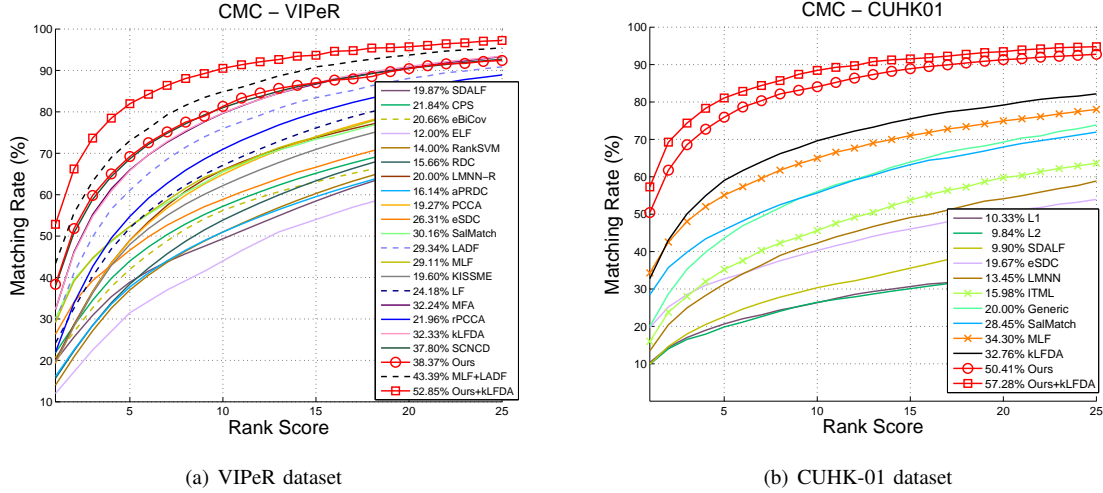 CMC – VIPeR
Matching Rate (%)
100
90
80
70
60
50
40
30
20
10
5
10
15
20
25
Rank Score
19.87% SDALF
21.84% CPS
20.66% eBiCov
12.00% ELF
14.00% RankSVM
15.66% RDC
20.00% LMNN−R
16.14% aPRDC
19.27% PCCA
26.31% eSDC
30.16% SalMatch
29.34% LADF
29.11% MLF
19.60% KISSME
24.18% LF
32.24% MFA
21.96% rPCCA
32.33% kLFDA
37.80% SCNCD
38.37% Ours
43.39% MLF+LADF
52.85% Ours+kLFDA
(a) VIPeR dataset
CMC – CUHK01
Matching Rate (%)
100
90
80
70
60
50
40
30
20
10
0
5
10
15
20
25
Rank Score
10.33% L1
9.84% L2
9.90% SDALF
19.67% eSDC
13.45% LMNN
15.98% ITML
20.00% Generic
28.45% SalMatch
34.30% MLF
32.76% kLFDA
50.41% Ours
57.28% Ours+kLFDA
(b) CUHK-01 dataset